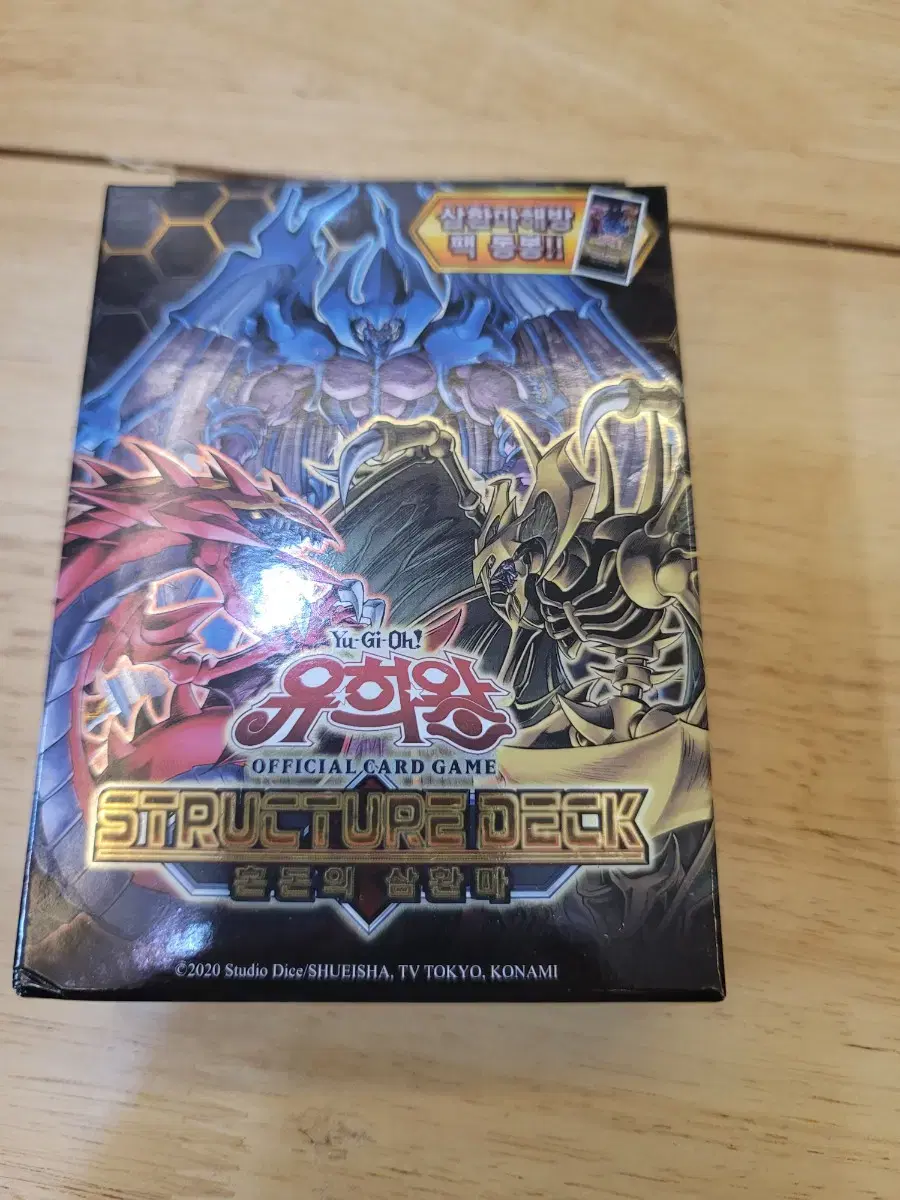 삼환마해방
팩 동봉!!
Yu-Gi-Oh!
유희왕
OFFICIAL CARD GAME
STRUCTURE DECK
혼돈의 삼환마
©2020 Studio Dice/SHUEISHA, TV TOKYO, KONAMI